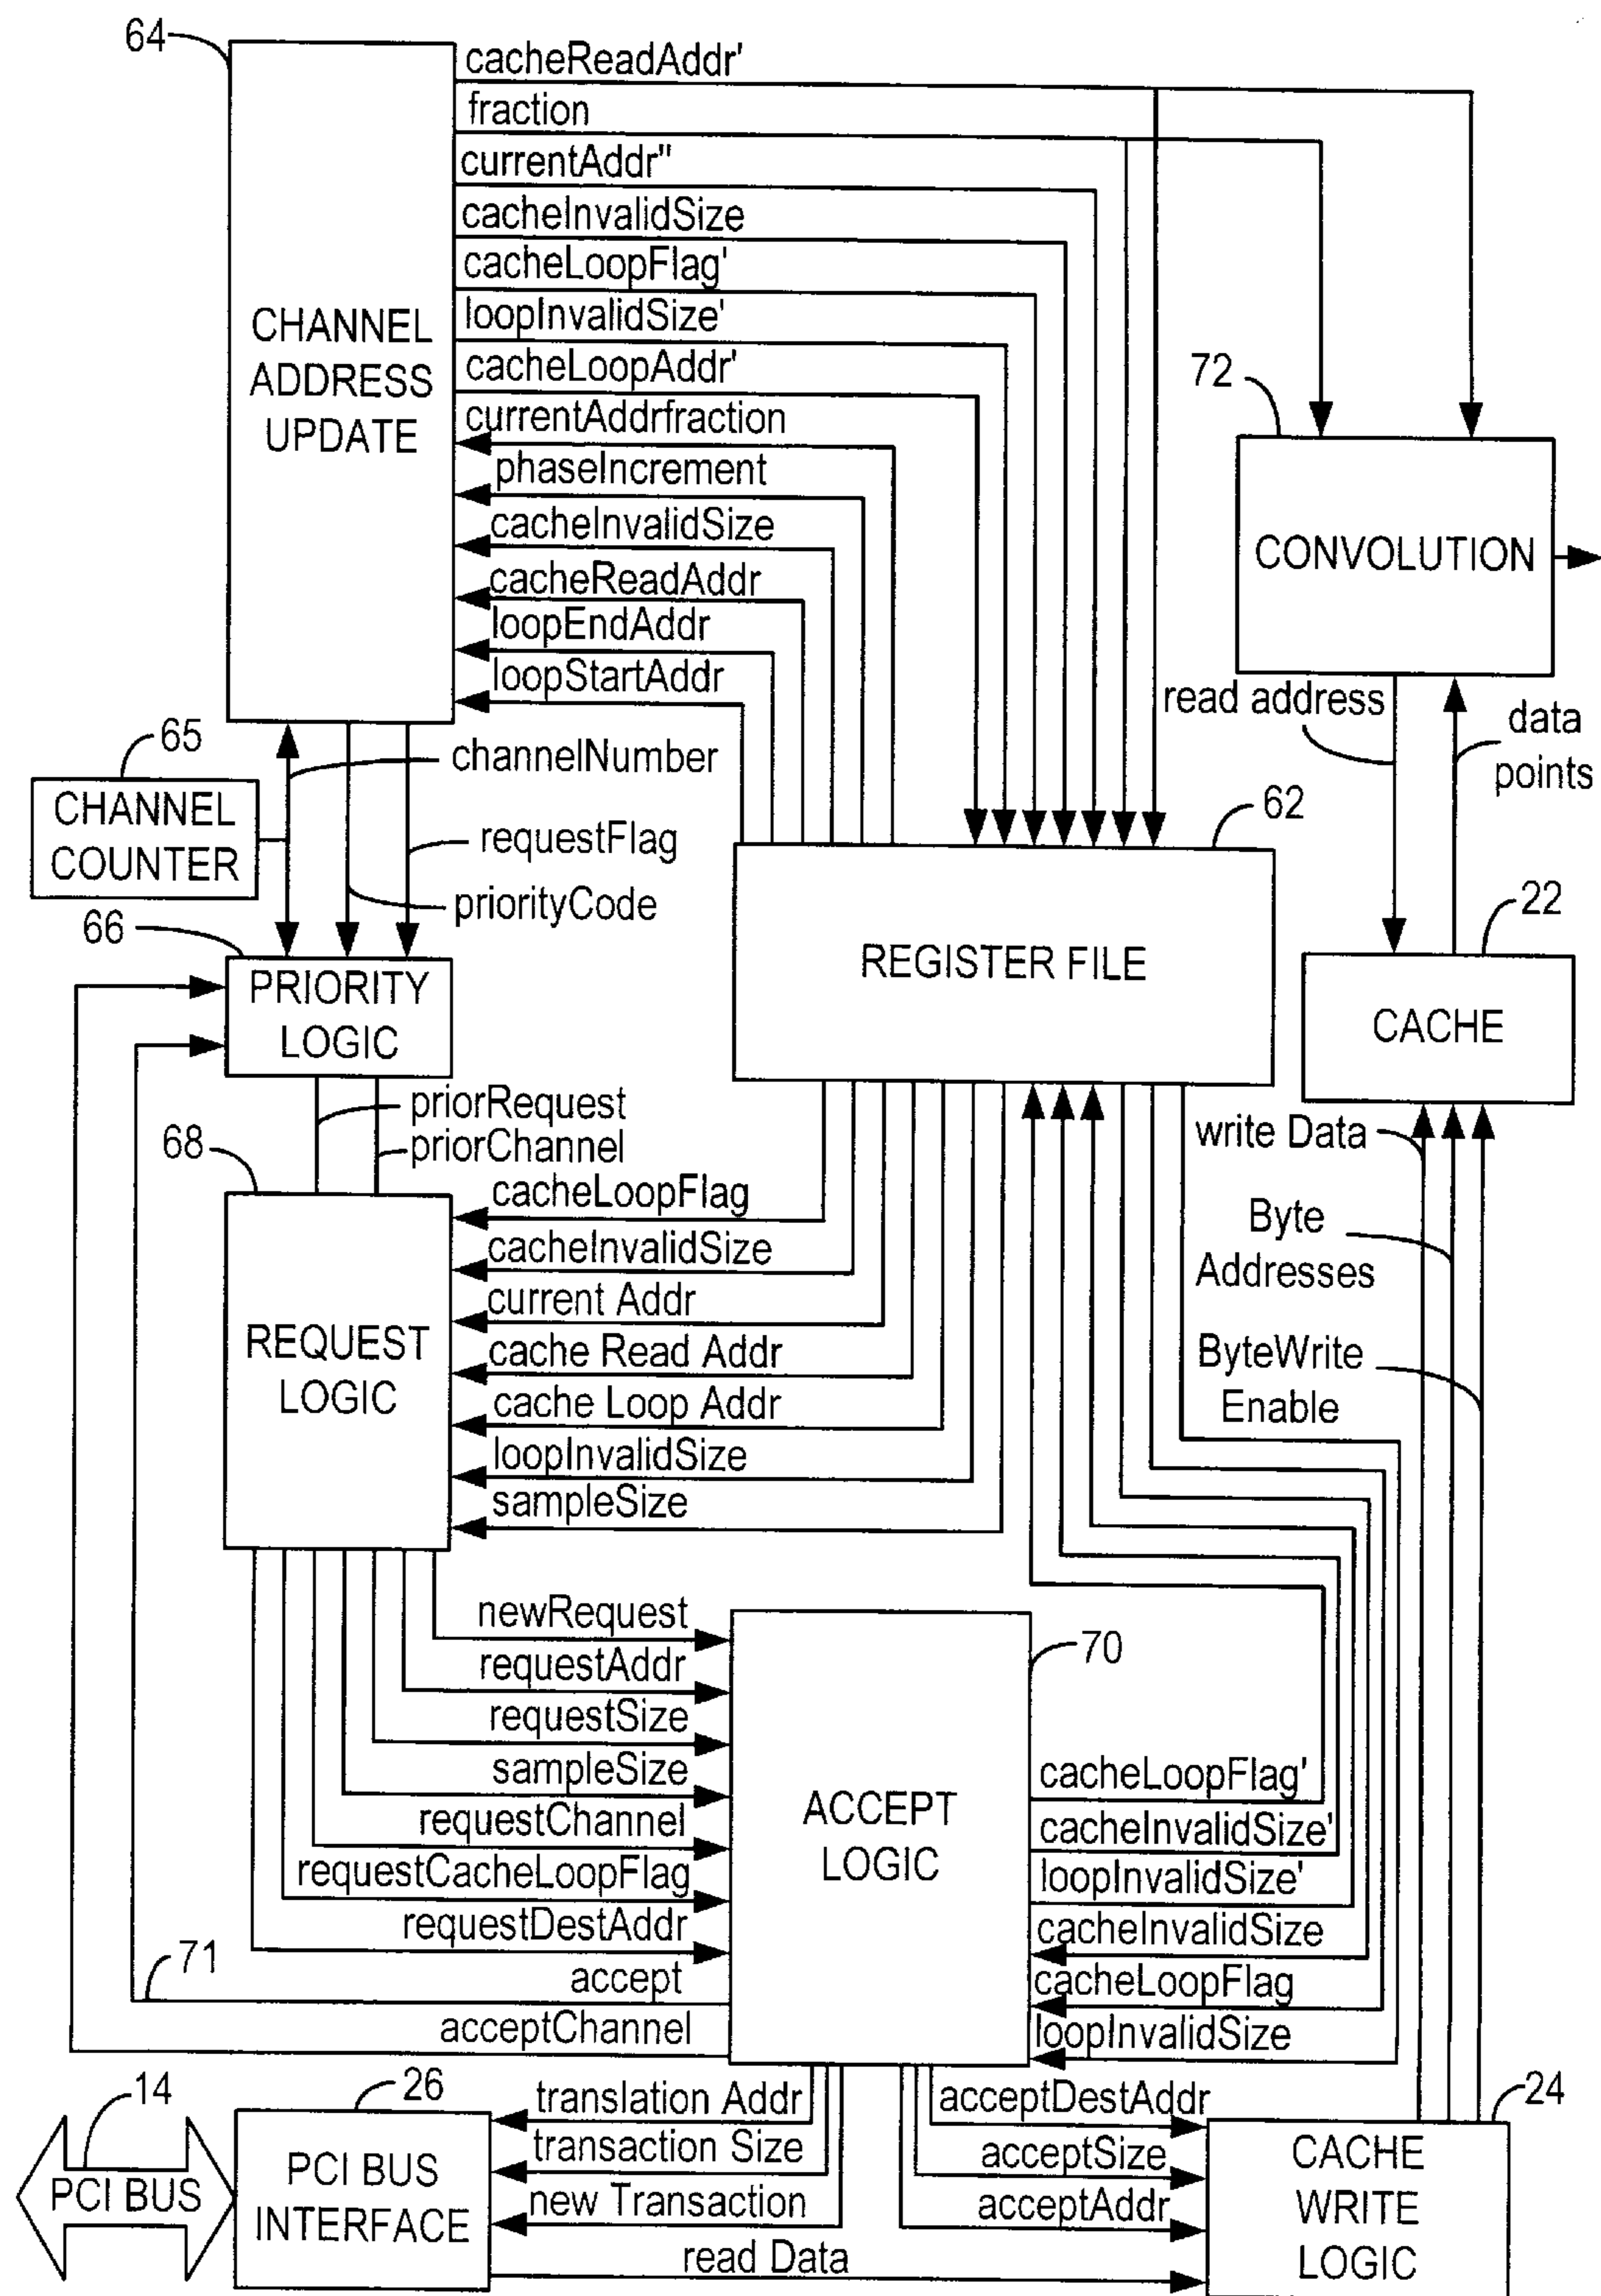 64
cacheReadAddr'
fraction
currentAddr"
cacheInvalidSize
cacheLoopFlag'
loopInvalidSize'
cacheLoopAddr'
currentAddrfraction
phaseIncrement
cacheInvalidSize
cacheReadAddr
loopEndAddr
loopStartAddr
CHANNEL
ADDRESS
UPDATE
72
CONVOLUTION
read address
data
points
65
CHANNEL
COUNTER
channelNumber
requestFlag
priorityCode
62
REGISTER FILE
22
CACHE
66
PRIORITY
LOGIC
priorRequest
priorChannel
68
REQUEST
LOGIC
cacheLoopFlag
cacheInvalidSize
current Addr
cache Read Addr
cache Loop Addr
loopInvalidSize
sampleSize
write Data
Byte
Addresses
ByteWrite
Enable
newRequest
requestAddr
requestSize
sampleSize
requestChannel
requestCacheLoopFlag
requestDestAddr
accept
acceptChannel
71
70
ACCEPT
LOGIC
cacheLoopFlag'
cacheInvalidSize'
loopInvalidSize'
cacheInvalidSize
cacheLoopFlag
loopInvalidSize
14
PCI BUS
26
PCI BUS
INTERFACE
translation Addr
transaction Size
new Transaction
read Data
acceptDestAddr
acceptSize
acceptAddr
24
CACHE
WRITE
LOGIC